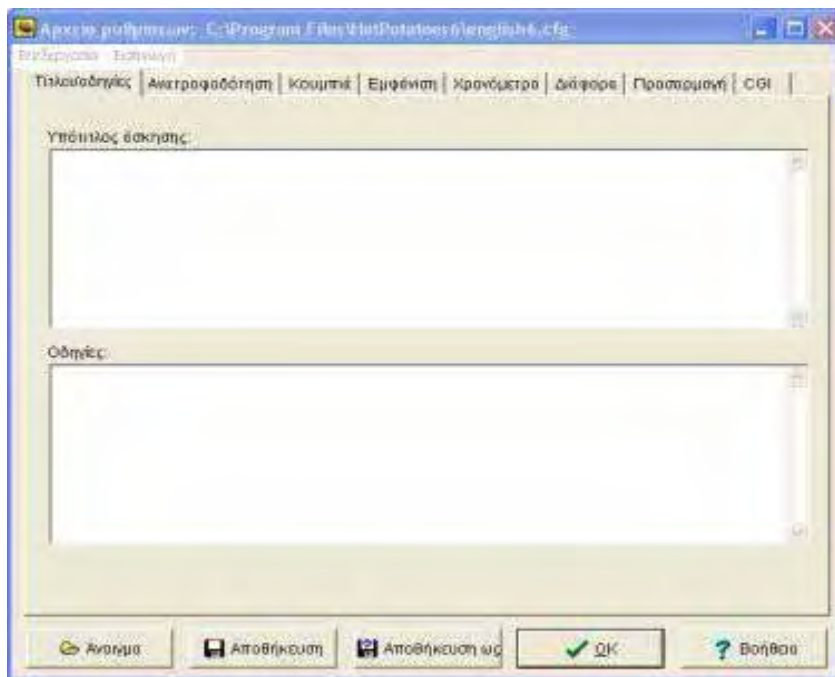 Αρχείο ρυθμίσεων: C:\Program Files\HotPotatoes6\english6.cfg
Επεξεργασία Εισαγωγή
Τίτλοι/οδηγίες Ανατροφοδότηση Κουμπιά Εμφάνιση Χρονόμετρο Διάφορα Προσαρμογή CGI
Υπότιτλος άσκησης:
Οδηγίες:
Άνοιγμα Αποθήκευση Αποθήκευση ως OK Βοήθεια